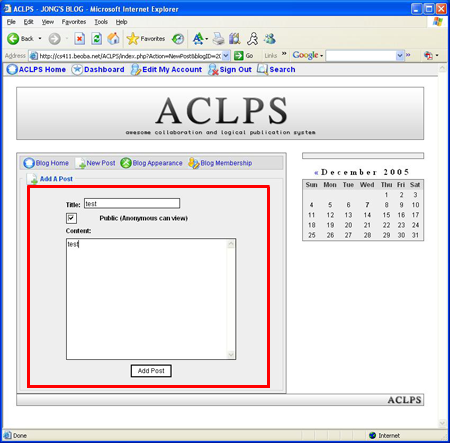 ACLPS - JONG'S BLOG - Microsoft Internet Explorer
File Edit View Favorites Tools Help
Back Search Favorites
Address http://cs411.beoba.net/ACLPS/index.php?Action=NewPost&blogID=2 Go Links » Google
ACLPS Home Dashboard Edit My Account Sign Out Search
ACLPS
awesome collaboration and logical publication system
Blog Home New Post Blog Appearance Blog Membership
Add A Post
Title: test
Public (Anonymous can view)
Content:
test
Add Post
« December 2005
Sun Mon Tue Wed Thu Fri Sat
1 2 3
4 5 6 7 8 9 10
11 12 13 14 15 16 17
18 19 20 21 22 23 24
25 26 27 28 29 30 31
ACLPS
Done Internet